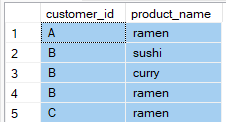 customer_id product_name
1 A ramen
2 B sushi
3 B curry
4 B ramen
5 C ramen